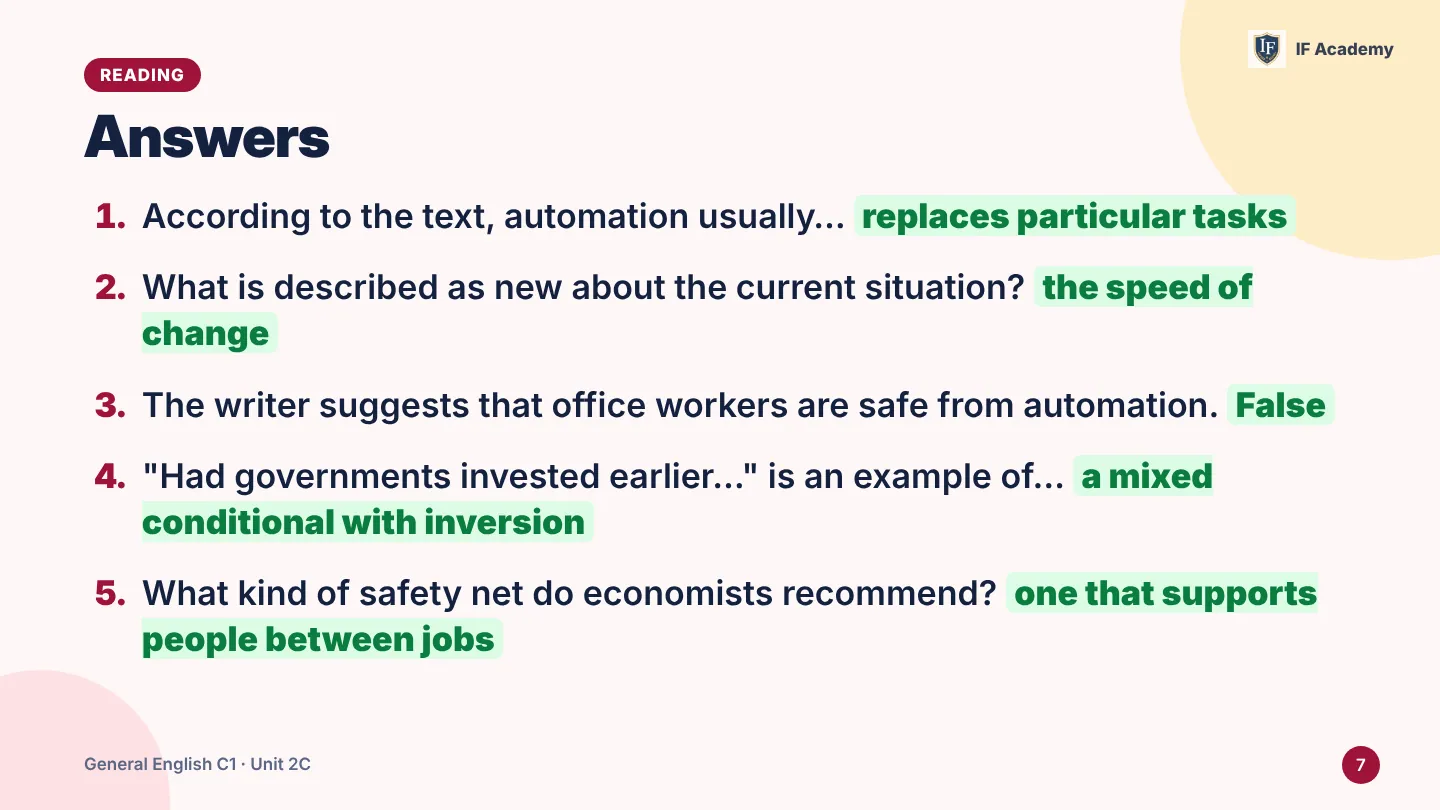 IF Academy
READING
Answers
1. According to the text, automation usually... replaces particular tasks
2. What is described as new about the current situation? the speed of
change
3. The writer suggests that office workers are safe from automation. False
4. "Had governments invested earlier..." is an example of... a mixed
conditional with inversion
5. What kind of safety net do economists recommend? one that supports
people between jobs
General English C1 · Unit 2C
7